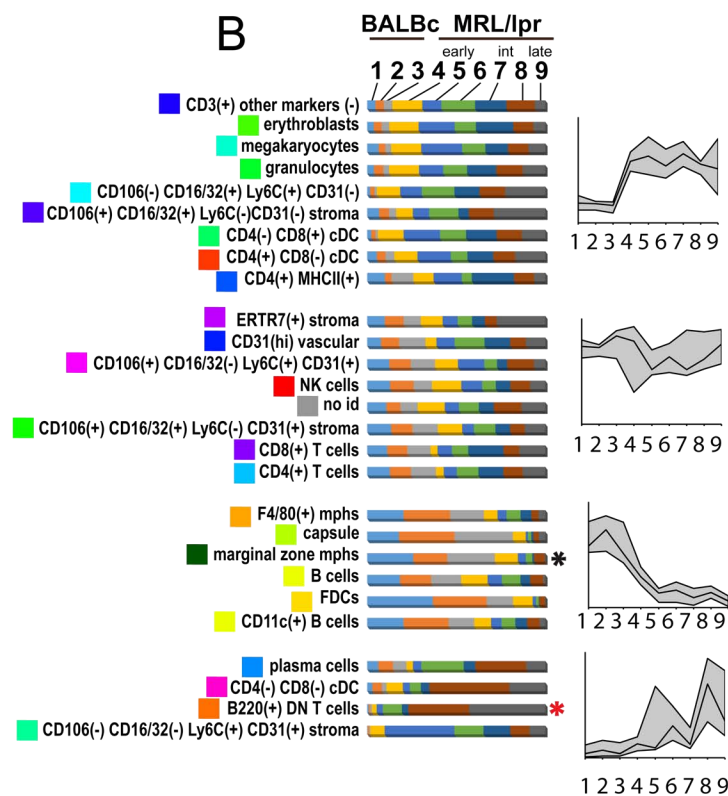 B
BALBc MRL/lpr
early int late
1 2 3 4 5 6 7 8 9
CD3(+) other markers (-)
erythroblasts
megakaryocytes
granulocytes
CD106(-) CD16/32(+) Ly6C(+) CD31(-)
CD106(+) CD16/32(+) Ly6C(-)CD31(-) stroma
CD4(-) CD8(+) cDC
CD4(+) CD8(-) cDC
CD4(+) MHCII(+)
1 2 3 4 5 6 7 8 9
ERTR7(+) stroma
CD31(hi) vascular
CD106(+) CD16/32(-) Ly6C(+) CD31(+)
NK cells
no id
CD106(+) CD16/32(+) Ly6C(-) CD31(+) stroma
CD8(+) T cells
CD4(+) T cells
1 2 3 4 5 6 7 8 9
F4/80(+) mphs
capsule
marginal zone mphs *
B cells
FDCs
CD11c(+) B cells
1 2 3 4 5 6 7 8 9
plasma cells
CD4(-) CD8(-) cDC
B220(+) DN T cells *
CD106(-) CD16/32(-) Ly6C(+) CD31(+) stroma
1 2 3 4 5 6 7 8 9